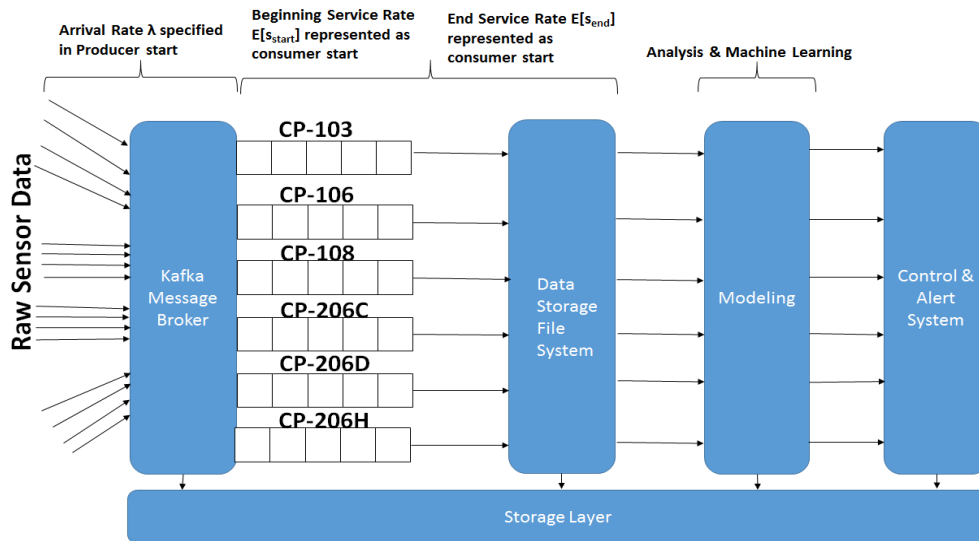 Arrival Rate λ specified
in Producer start
Beginning Service Rate
E[s_start] represented as
consumer start
End Service Rate E[s_end]
represented as
consumer start
Analysis & Machine Learning
Raw Sensor Data
Kafka
Message
Broker
CP-103
CP-106
CP-108
CP-206C
CP-206D
CP-206H
Data
Storage
File
System
Modeling
Control &
Alert
System
Storage Layer